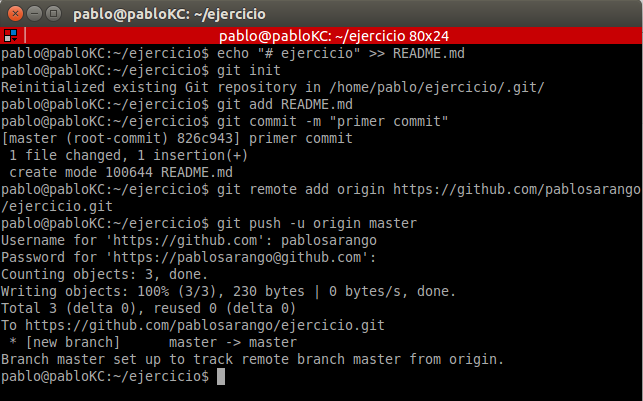 pablo@pabloKC: ~/ejercicio
pablo@pabloKC: ~/ejercicio 80x24
pablo@pabloKC:~/ejercicio$ echo "# ejercicio" >> README.md
pablo@pabloKC:~/ejercicio$ git init
Reinitialized existing Git repository in /home/pablo/ejercicio/.git/
pablo@pabloKC:~/ejercicio$ git add README.md
pablo@pabloKC:~/ejercicio$ git commit -m "primer commit"
[master (root-commit) 826c943] primer commit
 1 file changed, 1 insertion(+)
 create mode 100644 README.md
pablo@pabloKC:~/ejercicio$ git remote add origin https://github.com/pablosarango
/ejercicio.git
pablo@pabloKC:~/ejercicio$ git push -u origin master
Username for 'https://github.com': pablosarango
Password for 'https://pablosarango@github.com':
Counting objects: 3, done.
Writing objects: 100% (3/3), 230 bytes | 0 bytes/s, done.
Total 3 (delta 0), reused 0 (delta 0)
To https://github.com/pablosarango/ejercicio.git
 * [new branch]      master -> master
Branch master set up to track remote branch master from origin.
pablo@pabloKC:~/ejercicio$